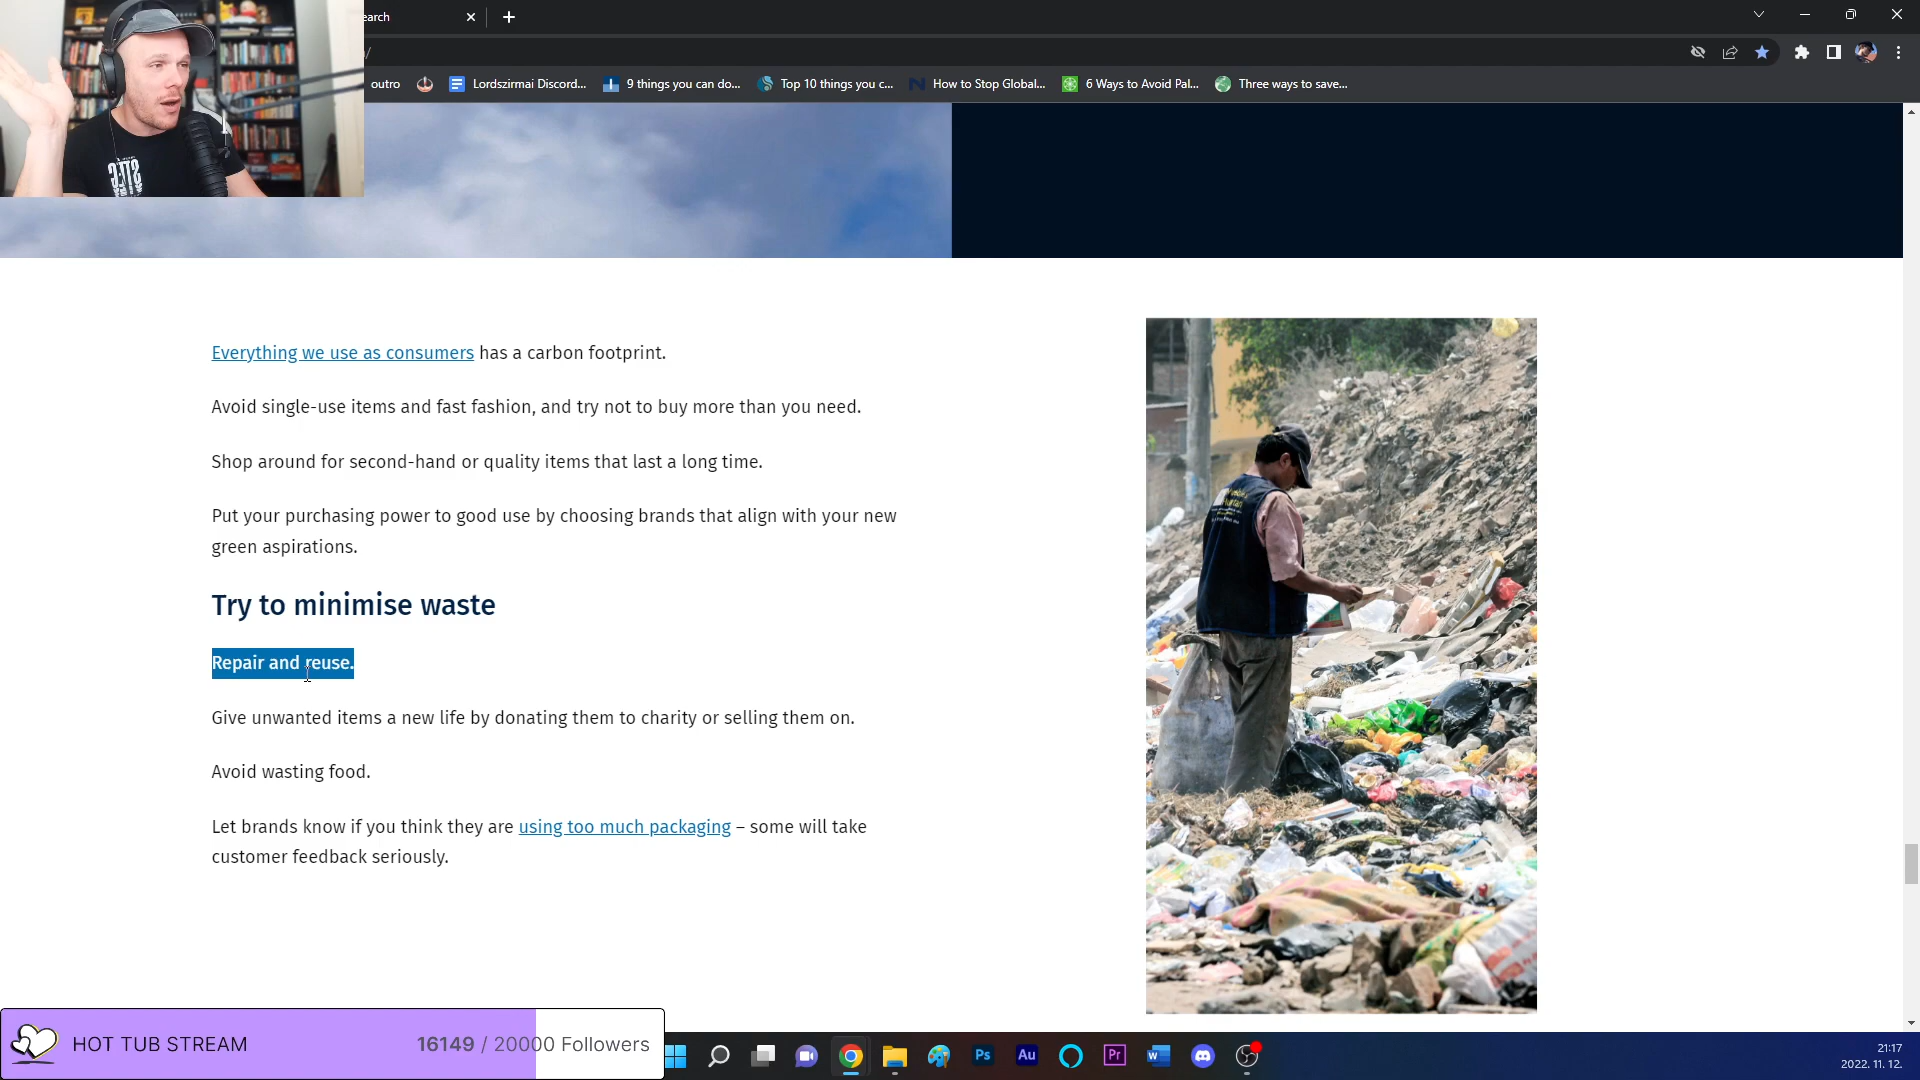 earch
/
outro
Lordszirmai Discord...
9 things you can do...
Top 10 things you c...
How to Stop Global...
6 Ways to Avoid Pal...
Three ways to save...
Everything we use as consumers has a carbon footprint.
Avoid single-use items and fast fashion, and try not to buy more than you need.
Shop around for second-hand or quality items that last a long time.
Put your purchasing power to good use by choosing brands that align with your new
green aspirations.
Try to minimise waste
Repair and reuse.
Give unwanted items a new life by donating them to charity or selling them on.
Avoid wasting food.
Let brands know if you think they are using too much packaging – some will take
customer feedback seriously.
HOT TUB STREAM
16149 / 20000 Followers
Ps
Au
Pr
W
21:17
2022. 11. 12.